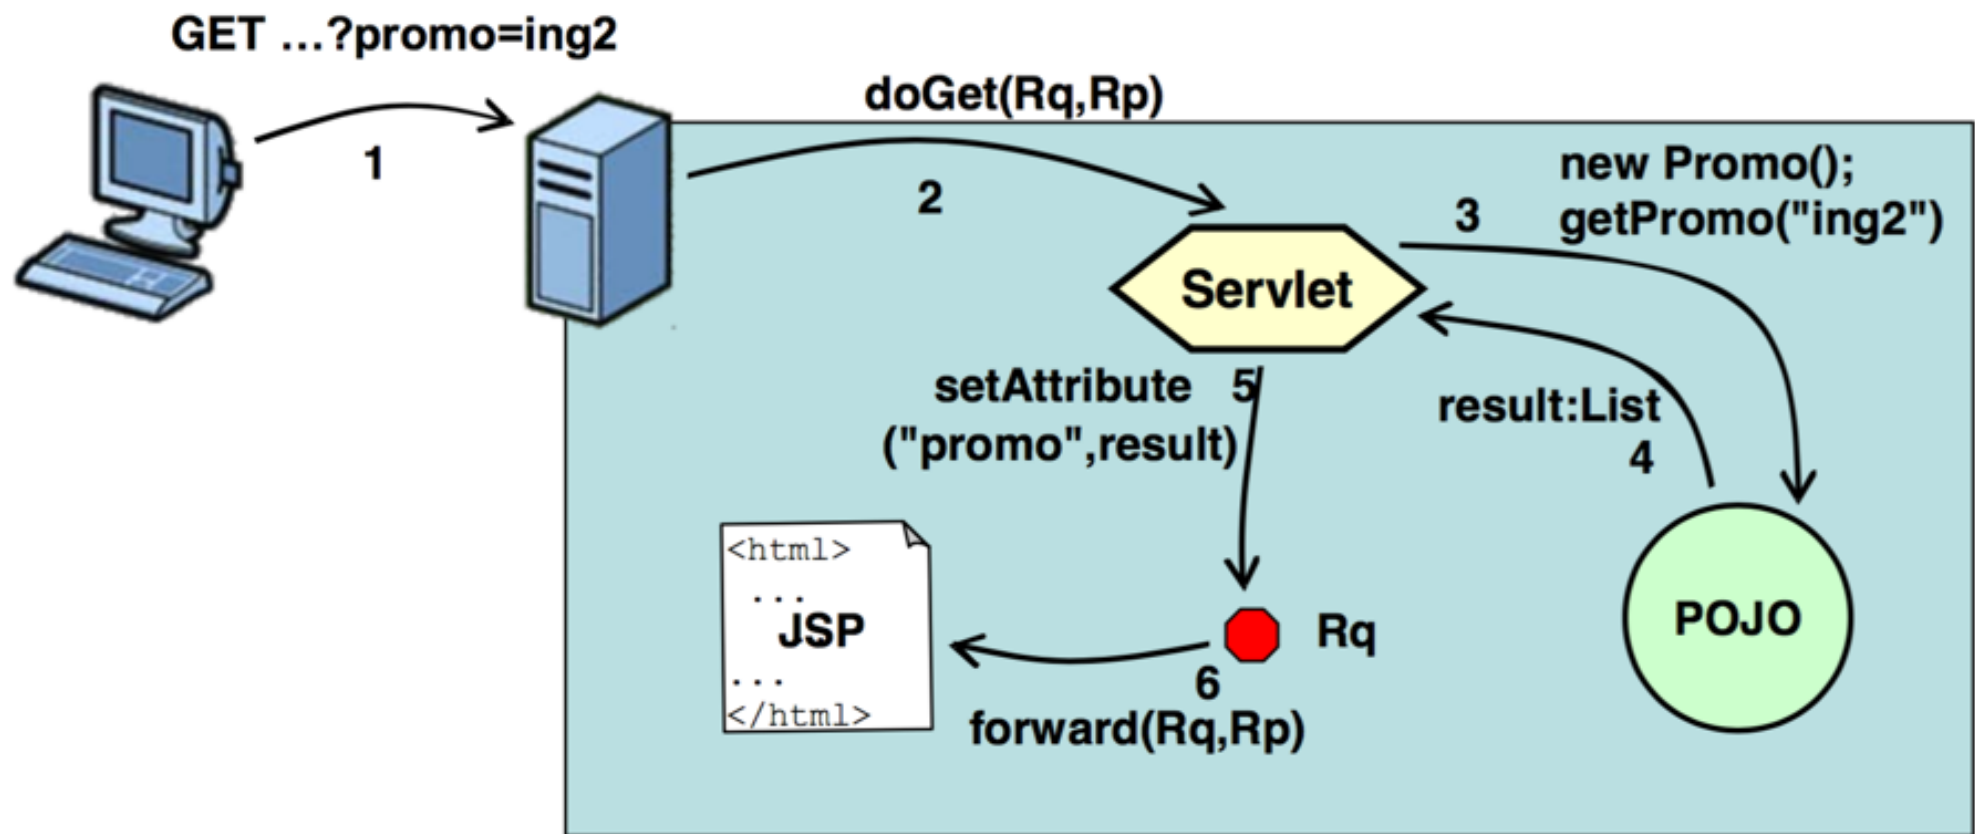 GET …?promo=ing2
1
doGet(Rq,Rp)
2
new Promo();
3
getPromo("ing2")
Servlet
setAttribute 5
("promo",result)
result:List
4
<html>
...
JSP
...
</html>
Rq
6
forward(Rq,Rp)
POJO